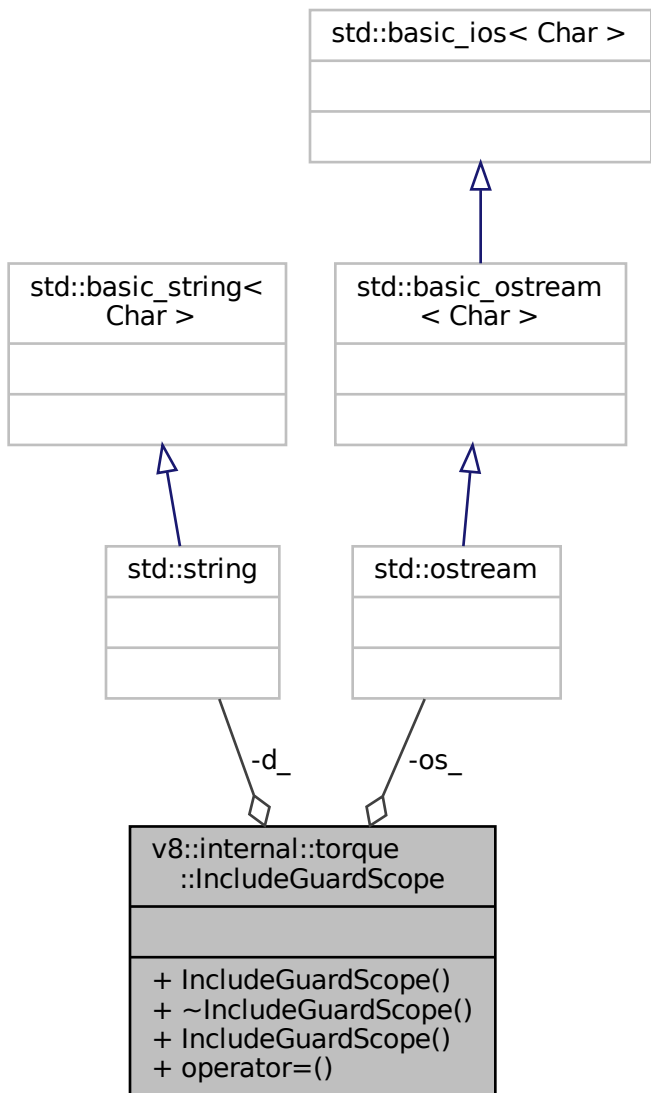 std::basic_ios< Char >
std::basic_string<
Char >
std::basic_ostream
< Char >
std::string
std::ostream
-d_
-os_
v8::internal::torque
::IncludeGuardScope
+ IncludeGuardScope()
+ ~IncludeGuardScope()
+ IncludeGuardScope()
+ operator=()